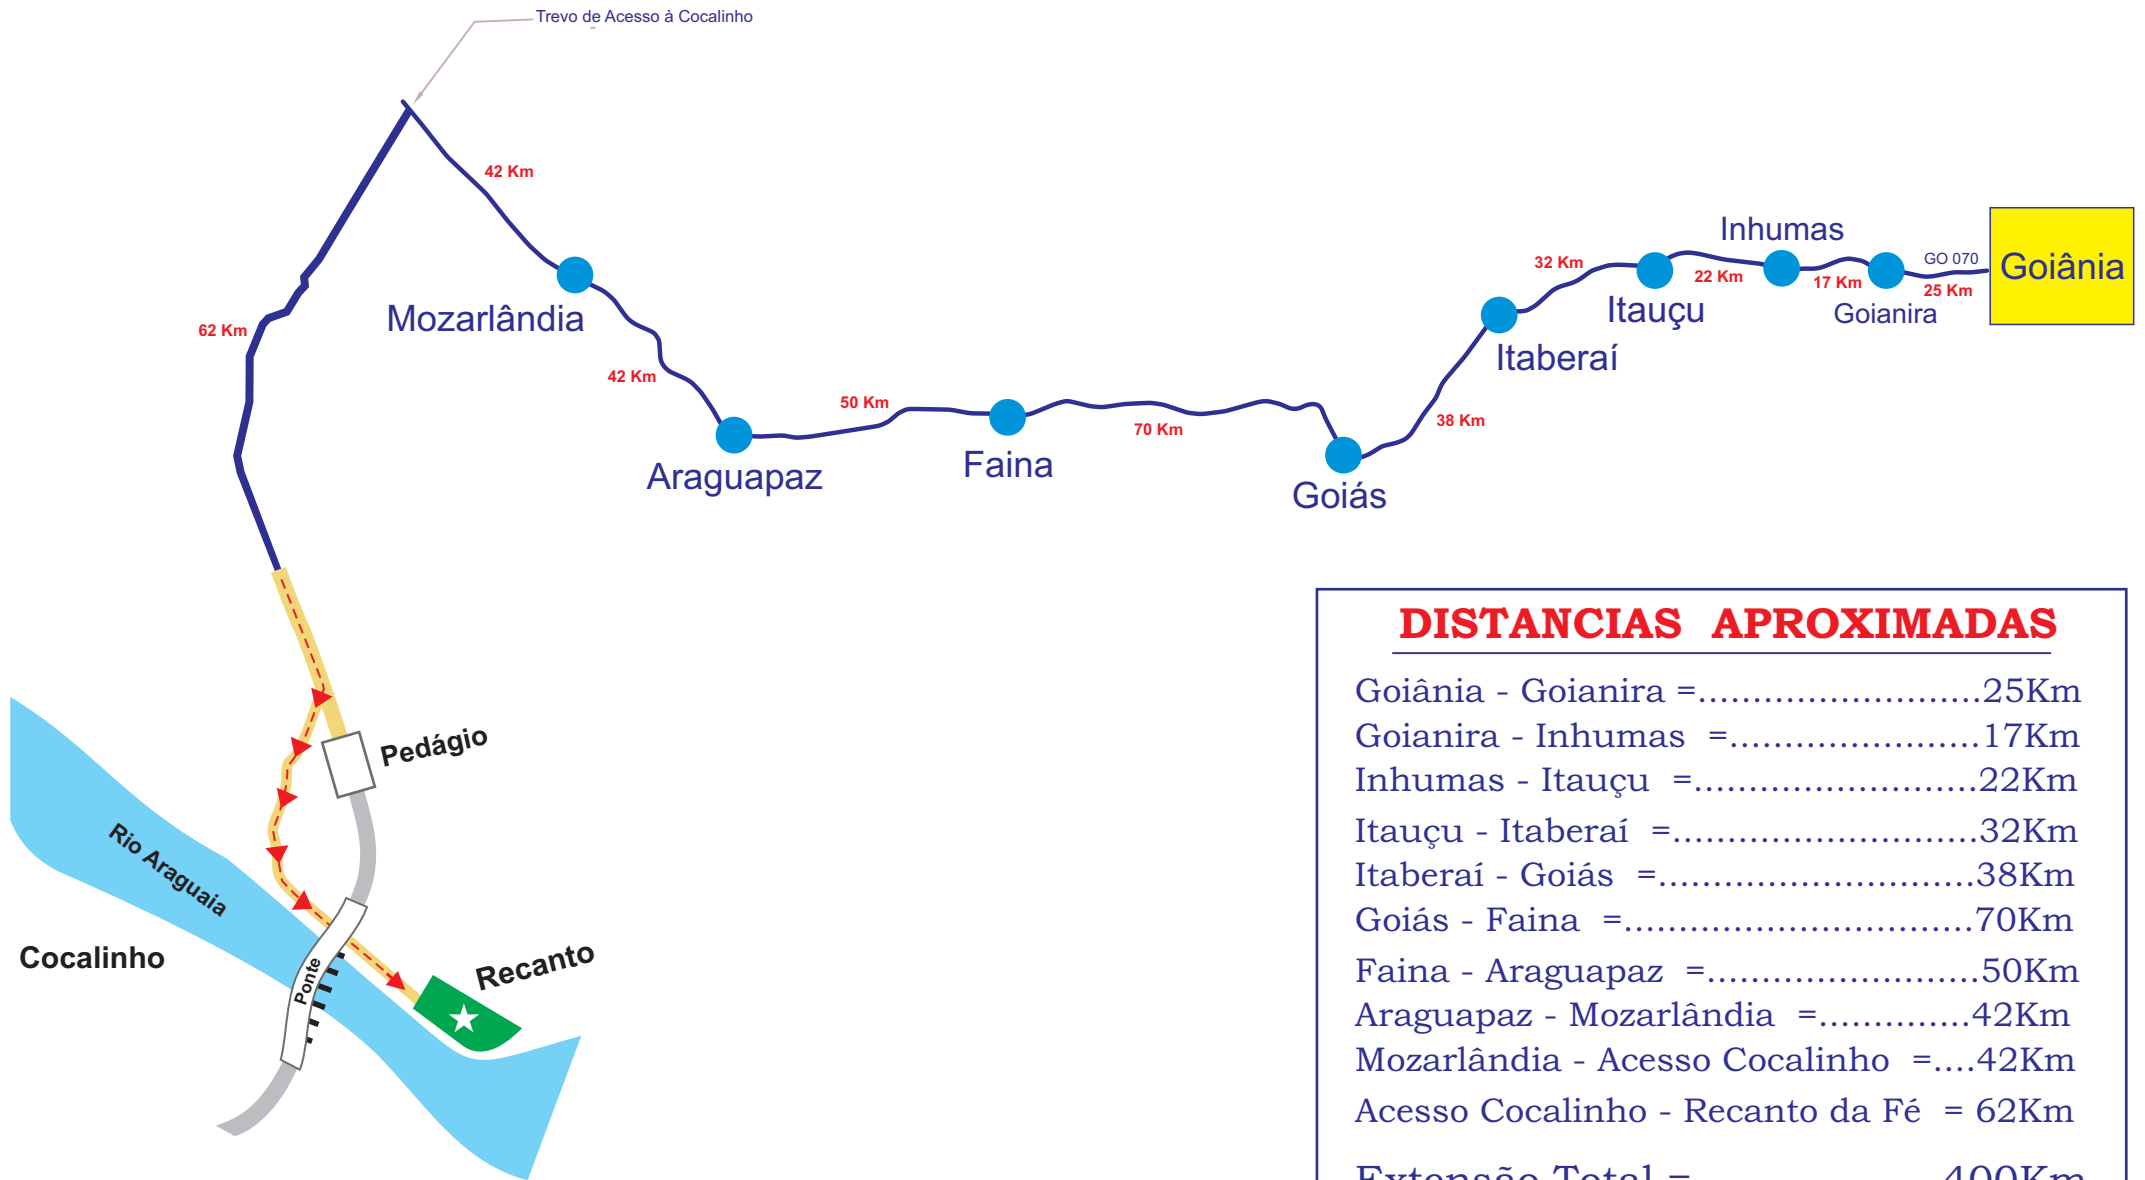 Trevo de Acesso à Cocalinho
42 Km
62 Km
Mozarlândia
42 Km
Araguapaz
50 Km
Faina
70 Km
Goiás
38 Km
Itaberaí
32 Km
Itauçu
22 Km
Inhumas
17 Km
Goianira
GO 070
25 Km
Goiânia
Pedágio
Rio Araguaia
Cocalinho
Ponte
Recanto
DISTANCIAS APROXIMADAS
Goiânia - Goianira =..........................25Km
Goianira - Inhumas =.......................17Km
Inhumas - Itauçu =..........................22Km
Itauçu - Itaberaí =............................32Km
Itaberaí - Goiás =.............................38Km
Goiás - Faina =................................70Km
Faina - Araguapaz =.........................50Km
Araguapaz - Mozarlândia =..............42Km
Mozarlândia - Acesso Cocalinho =....42Km
Acesso Cocalinho - Recanto da Fé = 62Km
Extensão Total = 400Km